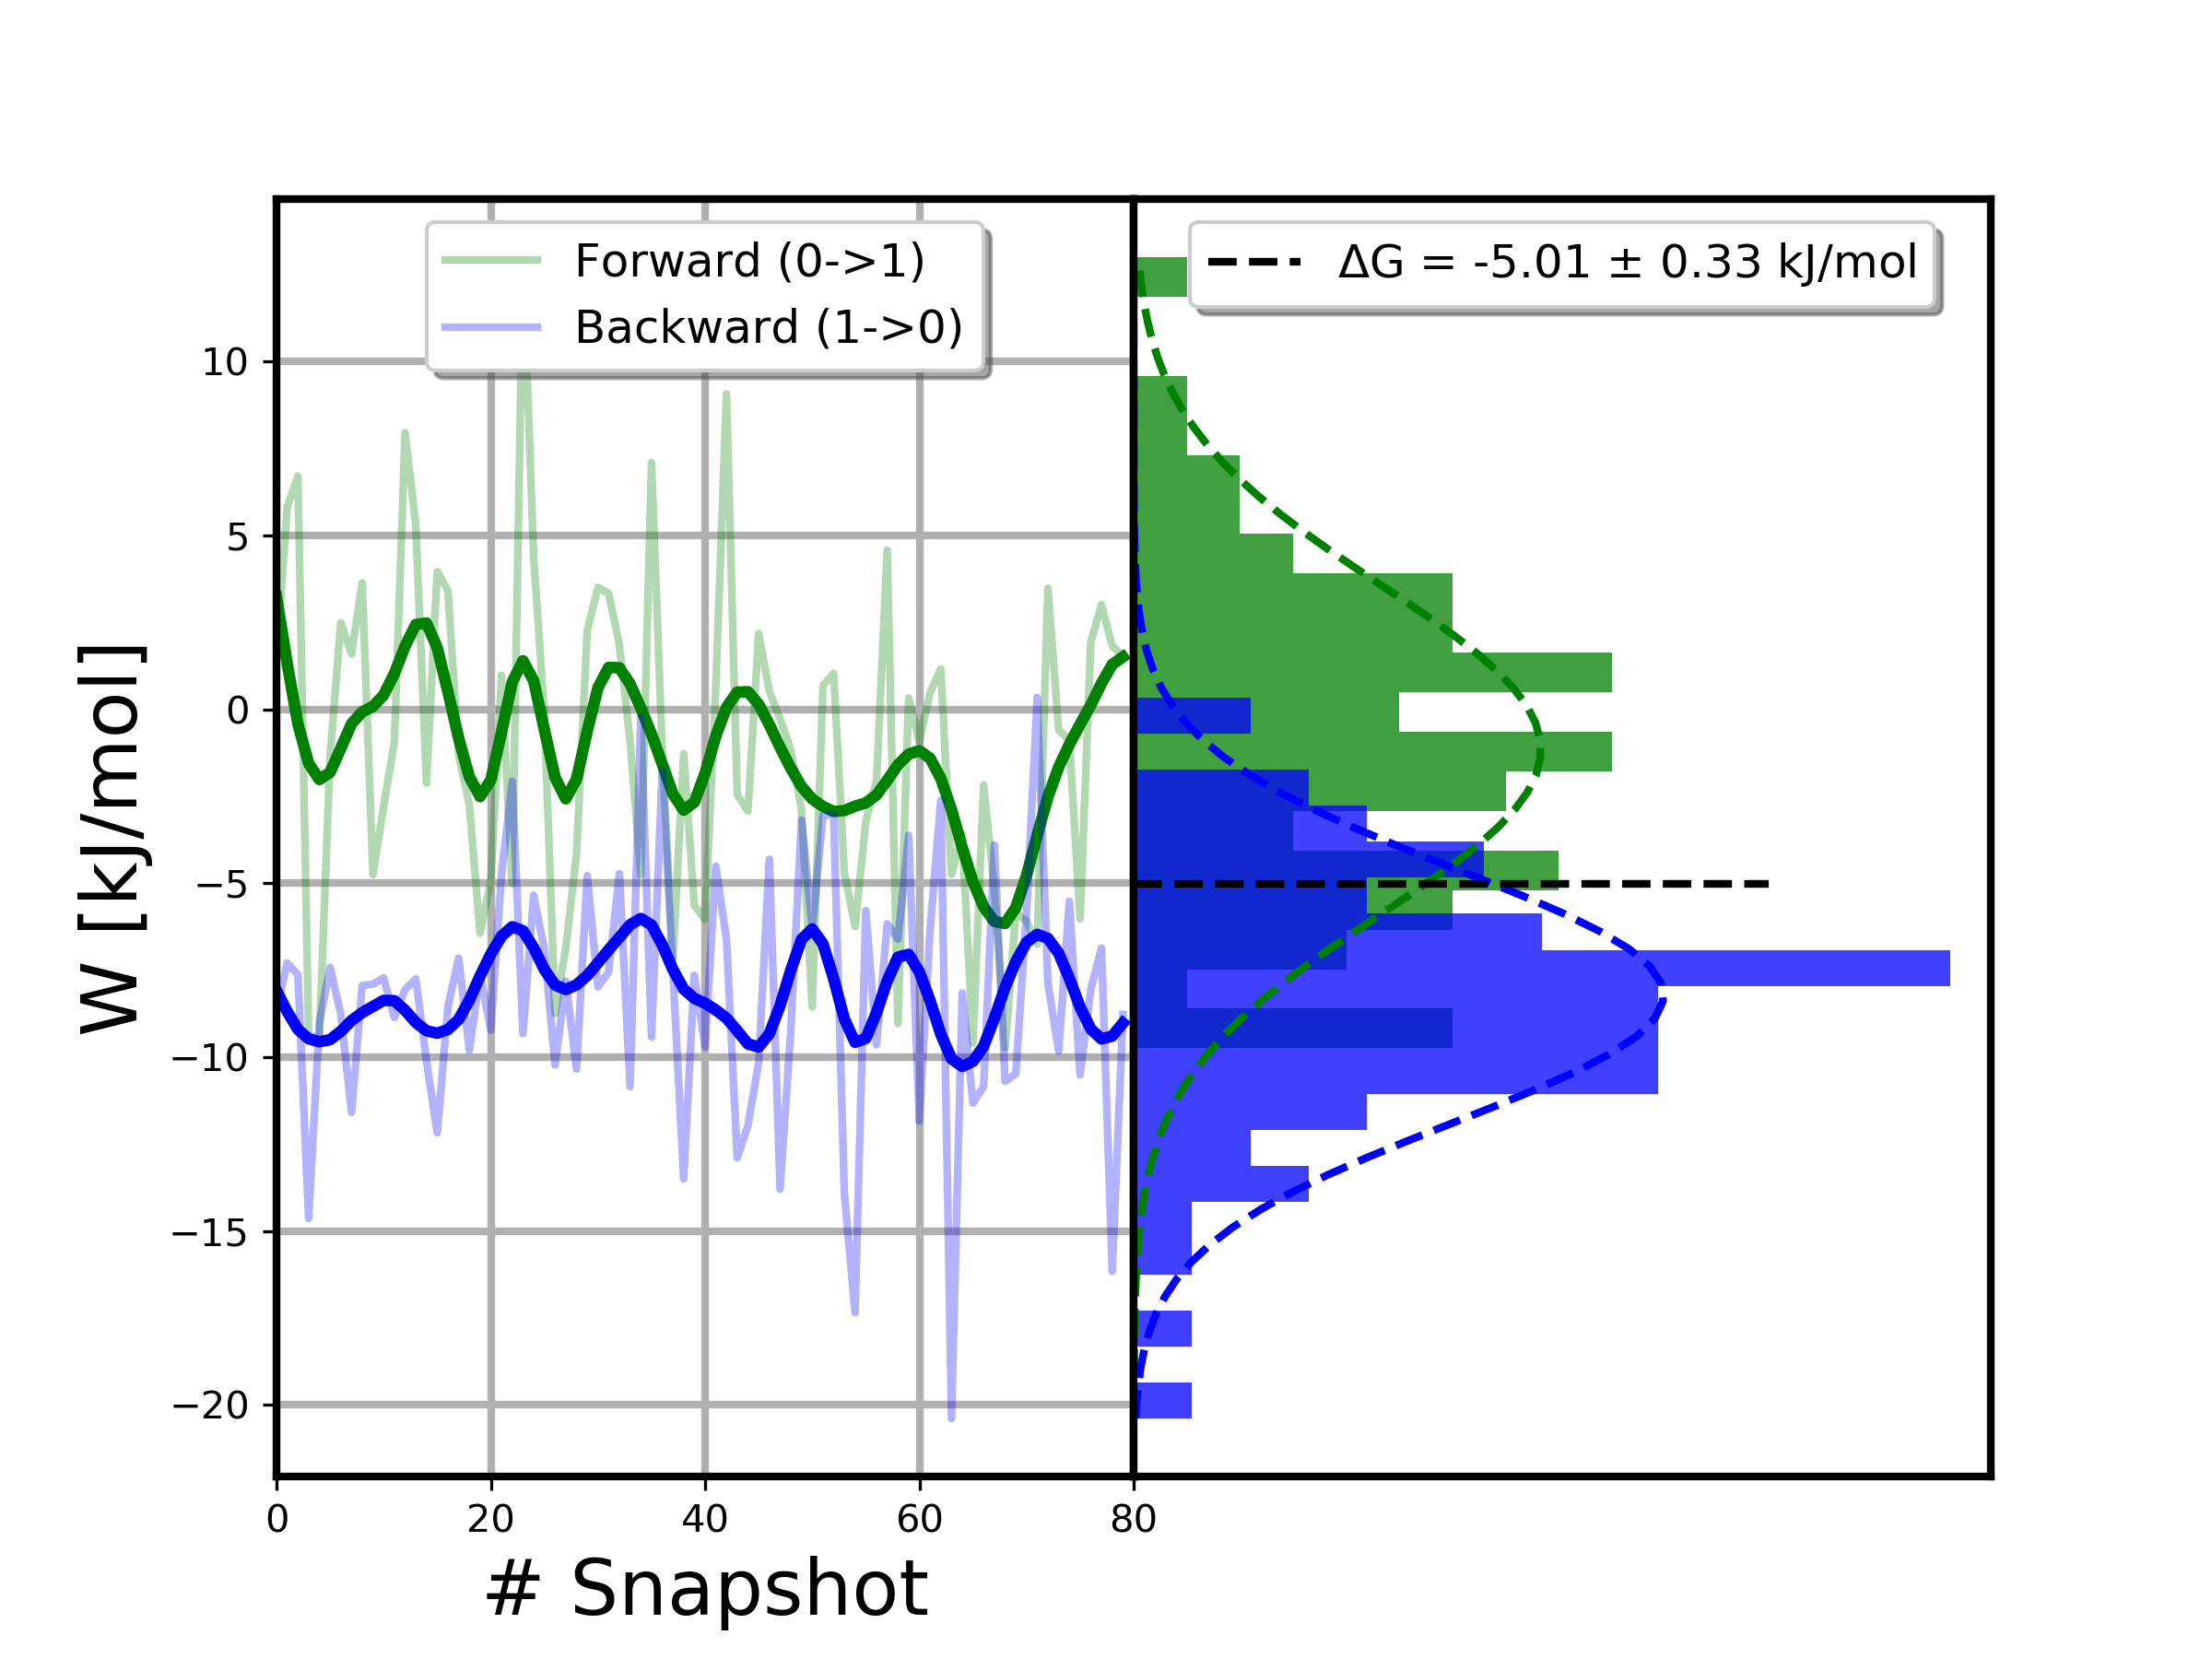 Forward (0->1)
Backward (1->0)
ΔG = -5.01 ± 0.33 kJ/mol
W [kJ/mol]
10
5
0
−5
−10
−15
−20
0 20 40 60 80
# Snapshot